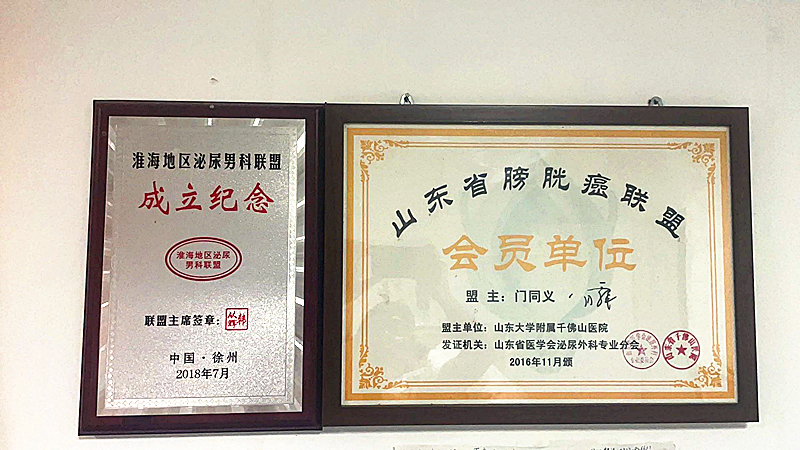 淮海地区泌尿男科联盟
成立纪念
淮海地区泌尿
男科联盟
联盟主席签章:
中国·徐州
2018年7月
山东省膀胱癌联盟
会员单位
盟 主:门同义
盟主单位:山东大学附属千佛山医院
发证机关:山东省医学会泌尿外科专业分会
2016年11月颁